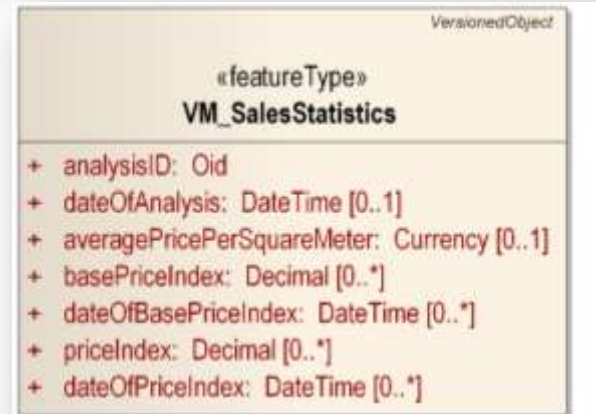 VersionedObject
«featureType»
VM_SalesStatistics
+ analysisID: Oid
+ dateOfAnalysis: DateTime [0..1]
+ averagePricePerSquareMeter: Currency [0..1]
+ basePriceIndex: Decimal [0..*]
+ dateOfBasePriceIndex: DateTime [0..*]
+ priceIndex: Decimal [0..*]
+ dateOfPriceIndex: DateTime [0..*]